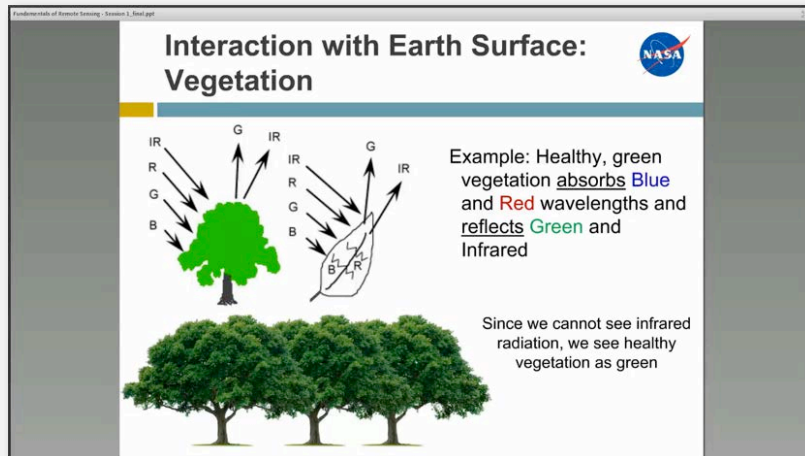 Fundamentals of Remote Sensing - Session 1_final.ppt
Interaction with Earth Surface:
Vegetation
NASA
IR
R
G
B
G
IR
IR
R
G
B
G
IR
B
R
Example: Healthy, green
vegetation absorbs Blue
and Red wavelengths and
reflects Green and
Infrared
Since we cannot see infrared
radiation, we see healthy
vegetation as green